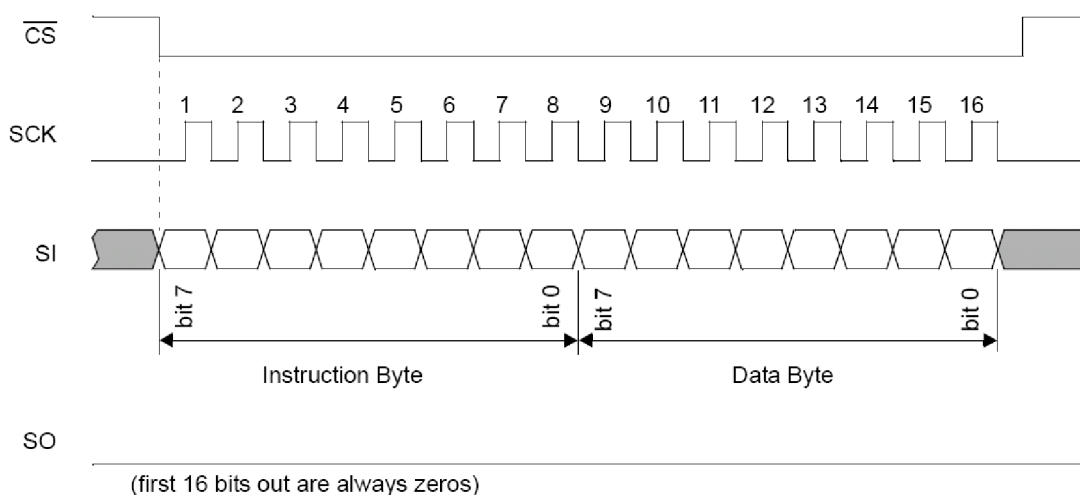 CS
1 2 3 4 5 6 7 8 9 10 11 12 13 14 15 16
SCK
SI
bit 7 bit 0 bit 7 bit 0
Instruction Byte Data Byte
SO
(first 16 bits out are always zeros)